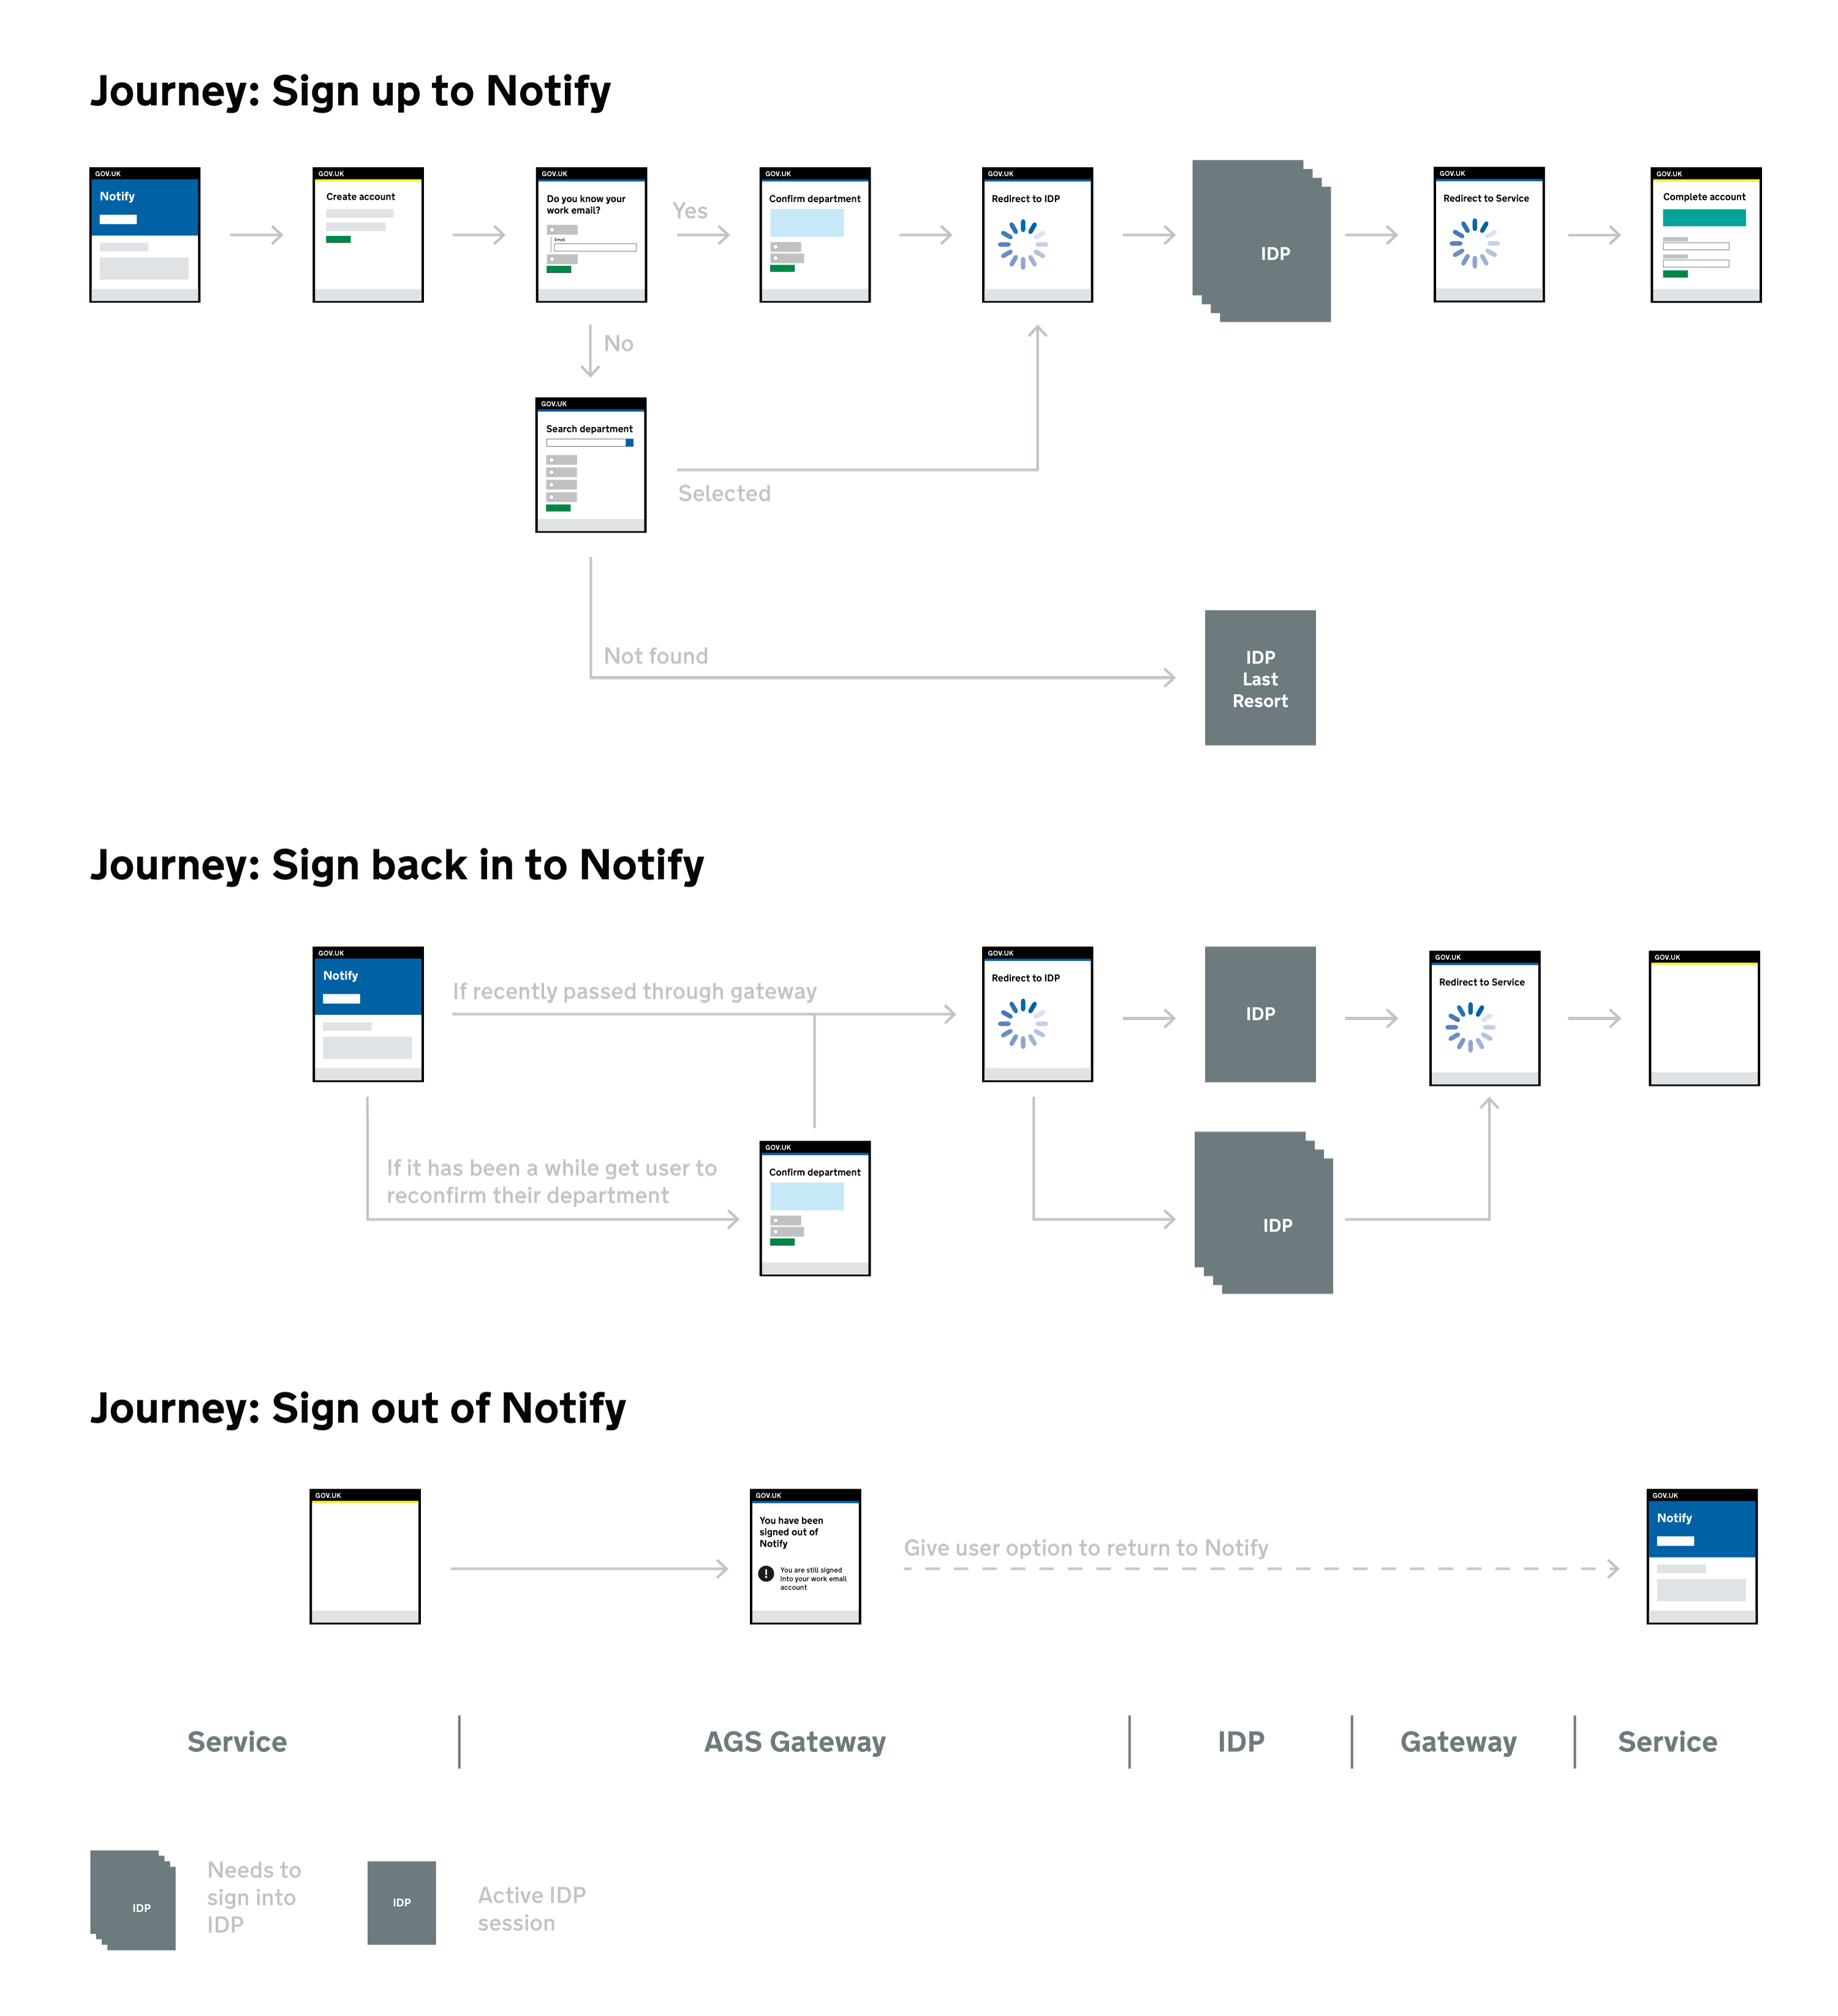 Journey: Sign up to Notify
GOV.UK
Notify
GOV.UK
Create account
GOV.UK
Do you know your
work email?
Email
Yes
GOV.UK
Confirm department
GOV.UK
Redirect to IDP
IDP
GOV.UK
Redirect to Service
GOV.UK
Complete account
No
GOV.UK
Search department
Selected
Not found
IDP
Last
Resort
Journey: Sign back in to Notify
GOV.UK
Notify
If recently passed through gateway
GOV.UK
Redirect to IDP
IDP
GOV.UK
Redirect to Service
GOV.UK
If it has been a while get user to
reconfirm their department
GOV.UK
Confirm department
IDP
Journey: Sign out of Notify
GOV.UK
GOV.UK
You have been
signed out of
Notify
!
You are still signed
into your work email
account
Give user option to return to Notify
GOV.UK
Notify
Service
AGS Gateway
IDP
Gateway
Service
IDP
Needs to
sign into
IDP
IDP
Active IDP
session